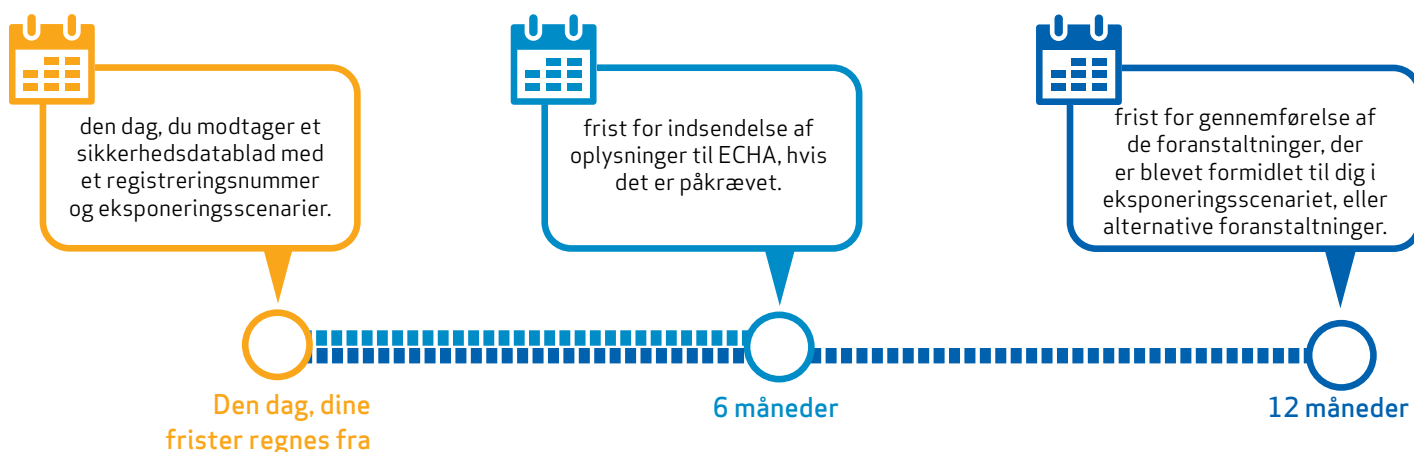 den dag, du modtager et
sikkerhedsdatablad med
et registreringsnummer
og eksponeringsscenarier.
frist for indsendelse af
oplysninger til ECHA, hvis
det er påkrævet.
frist for gennemførelse af
de foranstaltninger, der
er blevet formidlet til dig i
eksponeringsscenariet, eller
alternative foranstaltninger.
Den dag, dine
frister regnes fra
6 måneder
12 måneder